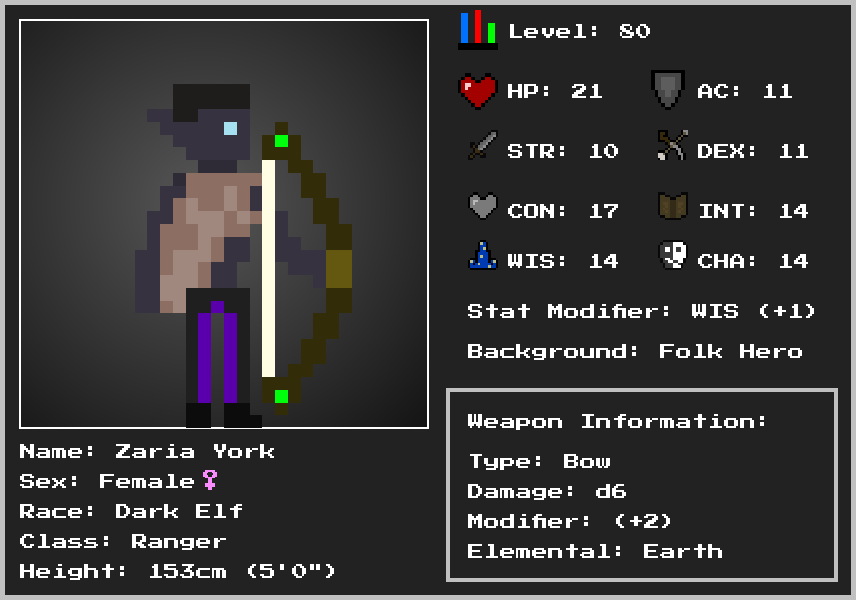 Level: 80
HP: 21
AC: 11
STR: 10
DEX: 11
CON: 17
INT: 14
WIS: 14
CHA: 14
Stat Modifier: WIS (+1)
Background: Folk Hero
Name: Zaria York
Sex: Female♀
Race: Dark Elf
Class: Ranger
Height: 153cm (5'0")
Weapon Information:
Type: Bow
Damage: d6
Modifier: (+2)
Elemental: Earth